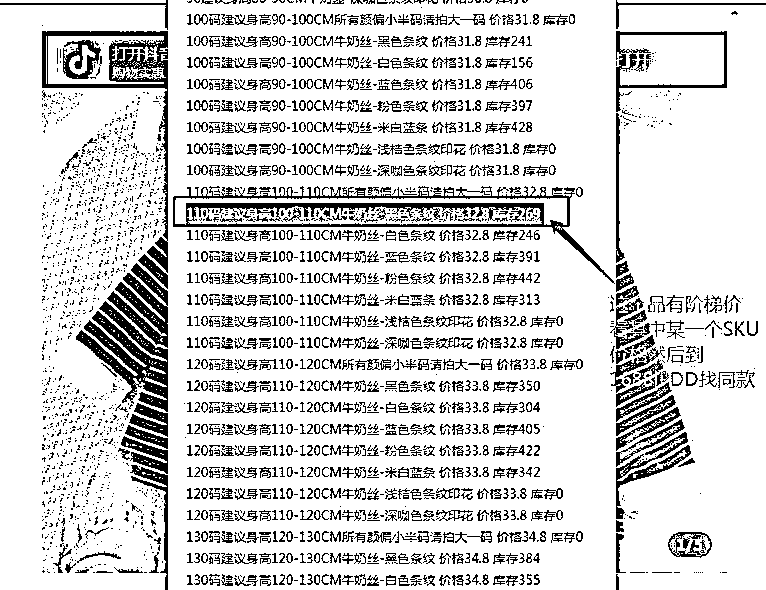 100码建议身高90-100CM所有颜偏小半码请拍大一码 价格31.8 库存0
100码建议身高90-100CM牛奶丝-黑色条纹 价格31.8 库存241
100码建议身高90-100CM牛奶丝-白色条纹 价格31.8 库存156
100码建议身高90-100CM牛奶丝-蓝色条纹 价格31.8 库存406
100码建议身高90-100CM牛奶丝-粉色条纹 价格31.8 库存397
100码建议身高90-100CM牛奶丝-米白蓝条 价格31.8 库存428
100码建议身高90-100CM牛奶丝-浅桔色条纹印花 价格31.8 库存0
100码建议身高90-100CM牛奶丝-深咖色条纹印花 价格31.8 库存0
110码建议身高100-110CM所有颜偏小半码请拍大一码 价格32.8 库存0
110码建议身高100-110CM牛奶丝-黑色条纹 价格32.8 库存269
110码建议身高100-110CM牛奶丝-白色条纹 价格32.8 库存246
110码建议身高100-110CM牛奶丝-蓝色条纹 价格32.8 库存391
110码建议身高100-110CM牛奶丝-粉色条纹 价格32.8 库存442
110码建议身高100-110CM牛奶丝-米白蓝条 价格32.8 库存313
110码建议身高100-110CM牛奶丝-浅桔色条纹印花 价格32.8 库存0
110码建议身高100-110CM牛奶丝-深咖色条纹印花 价格32.8 库存0
120码建议身高110-120CM所有颜偏小半码请拍大一码 价格33.8 库存0
120码建议身高110-120CM牛奶丝-黑色条纹 价格33.8 库存350
120码建议身高110-120CM牛奶丝-白色条纹 价格33.8 库存304
120码建议身高110-120CM牛奶丝-蓝色条纹 价格33.8 库存405
120码建议身高110-120CM牛奶丝-粉色条纹 价格33.8 库存422
120码建议身高110-120CM牛奶丝-米白蓝条 价格33.8 库存342
120码建议身高110-120CM牛奶丝-浅桔色条纹印花 价格33.8 库存0
120码建议身高110-120CM牛奶丝-深咖色条纹印花 价格33.8 库存0
130码建议身高120-130CM所有颜偏小半码请拍大一码 价格34.8 库存0
130码建议身高120-130CM牛奶丝-黑色条纹 价格34.8 库存384
130码建议身高120-130CM牛奶丝-白色条纹 价格34.8 库存355
打开抖音
打开
品有阶梯价
中某一个SKU
然后到
DD找同款
1/5